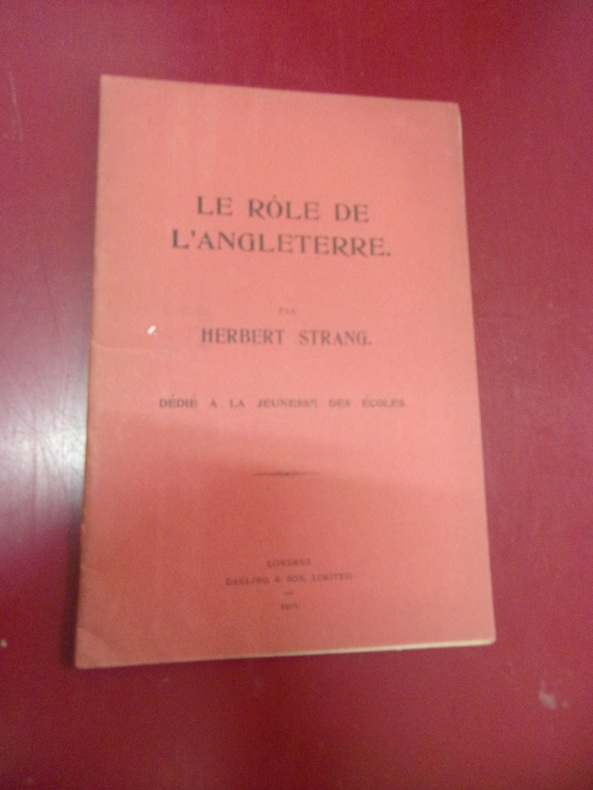 LE RÔLE DE
L'ANGLETERRE.
PAR
HERBERT STRANG.
DÉDIÉ À LA JEUNESSE DES ÉCOLES.
LONDRES
DARLING & SON, LIMITED